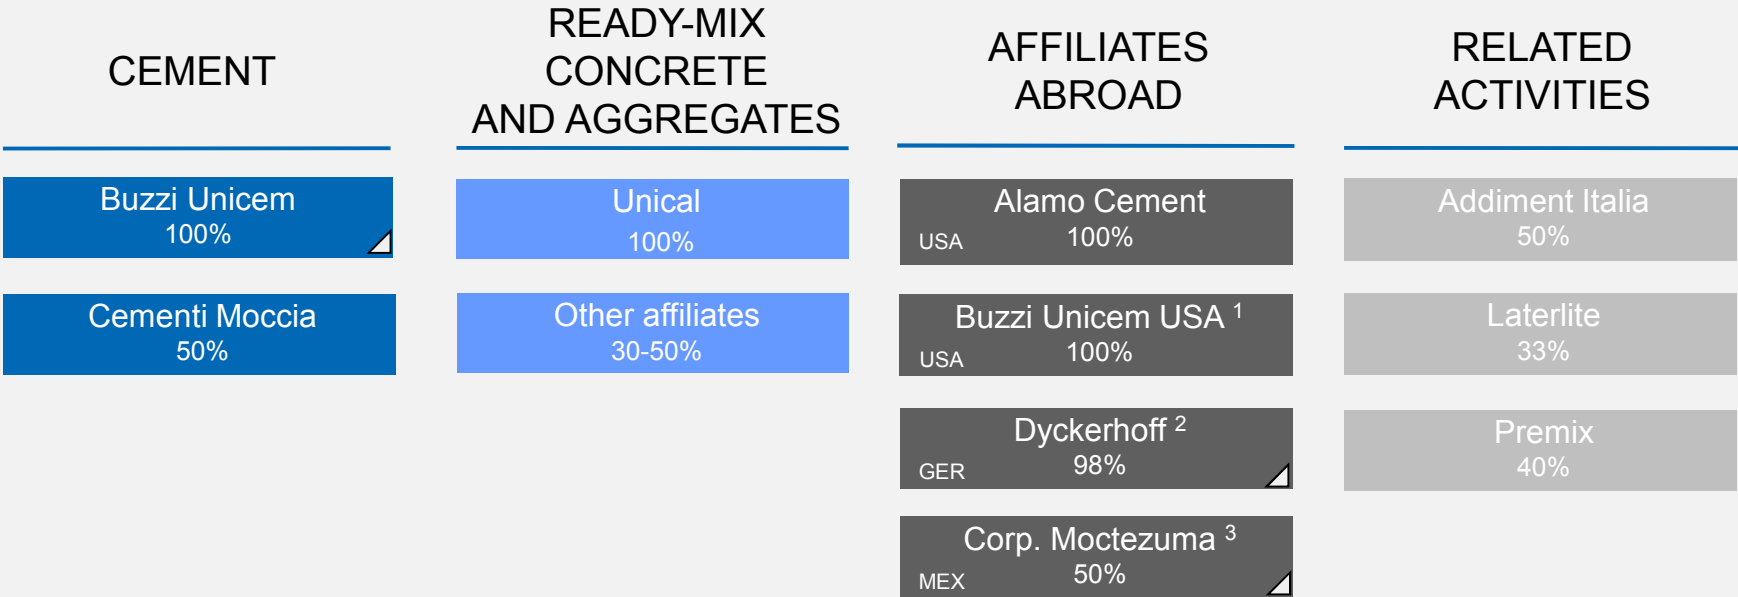 CEMENT
Buzzi Unicem
100%
Cementi Moccia
50%
READY-MIX
CONCRETE
AND AGGREGATES
Unical
100%
Other affiliates
30-50%
AFFILIATES
ABROAD
Alamo Cement
USA 100%
Buzzi Unicem USA 1
USA 100%
Dyckerhoff 2
GER 98%
Corp. Moctezuma 3
MEX 50%
RELATED
ACTIVITIES
Addiment Italia
50%
Laterlite
33%
Premix
40%